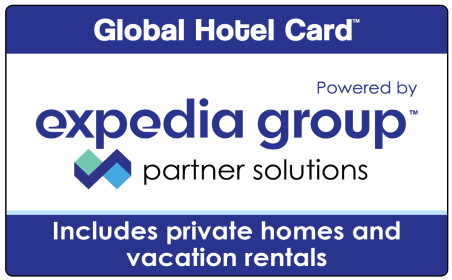 Global Hotel Card™
Powered by
expedia group™
partner solutions
Includes private homes and
vacation rentals